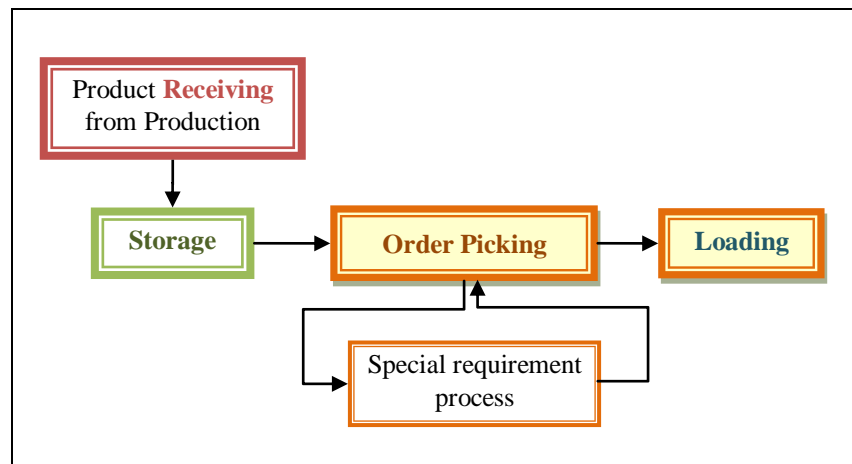 Product Receiving
from Production
Storage
Order Picking
Loading
Special requirement
process